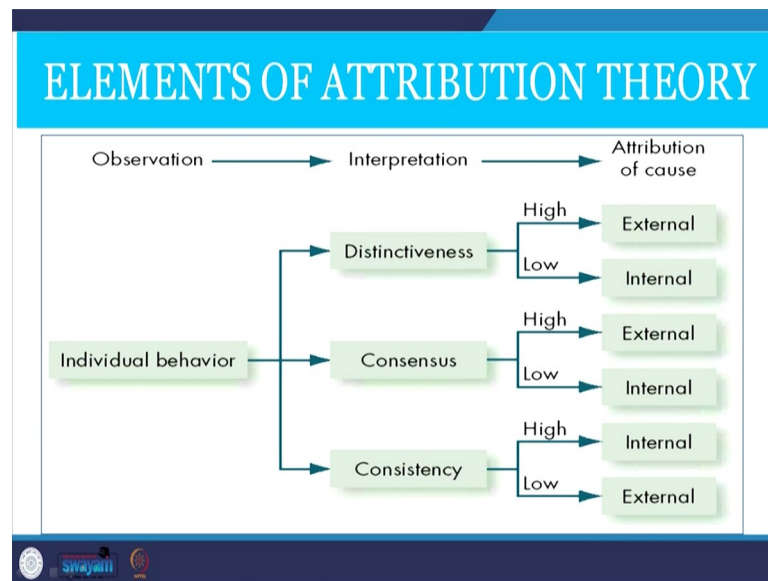 ELEMENTS OF ATTRIBUTION THEORY
Observation
Interpretation
Attribution
of cause
High
External
Distinctiveness
Low
Internal
High
External
Individual behavior
Consensus
Low
Internal
High
Internal
Consistency
Low
External
swayam